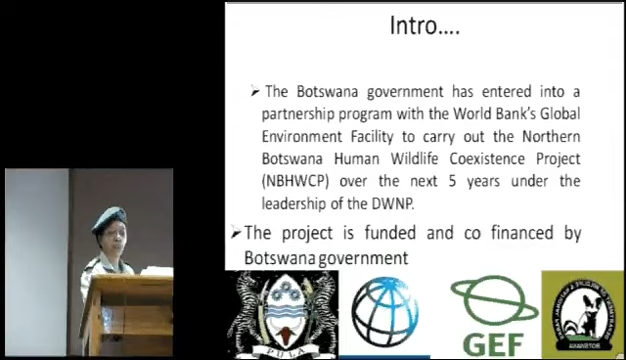 Intro….
➢ The Botswana government has entered into a
partnership program with the World Bank's Global
Environment Facility to carry out the Northern
Botswana Human Wildlife Coexistence Project
(NBHWCP) over the next 5 years under the
leadership of the DWNP.
➢The project is funded and co financed by
Botswana government
PULA
GEF
BOTSWANA